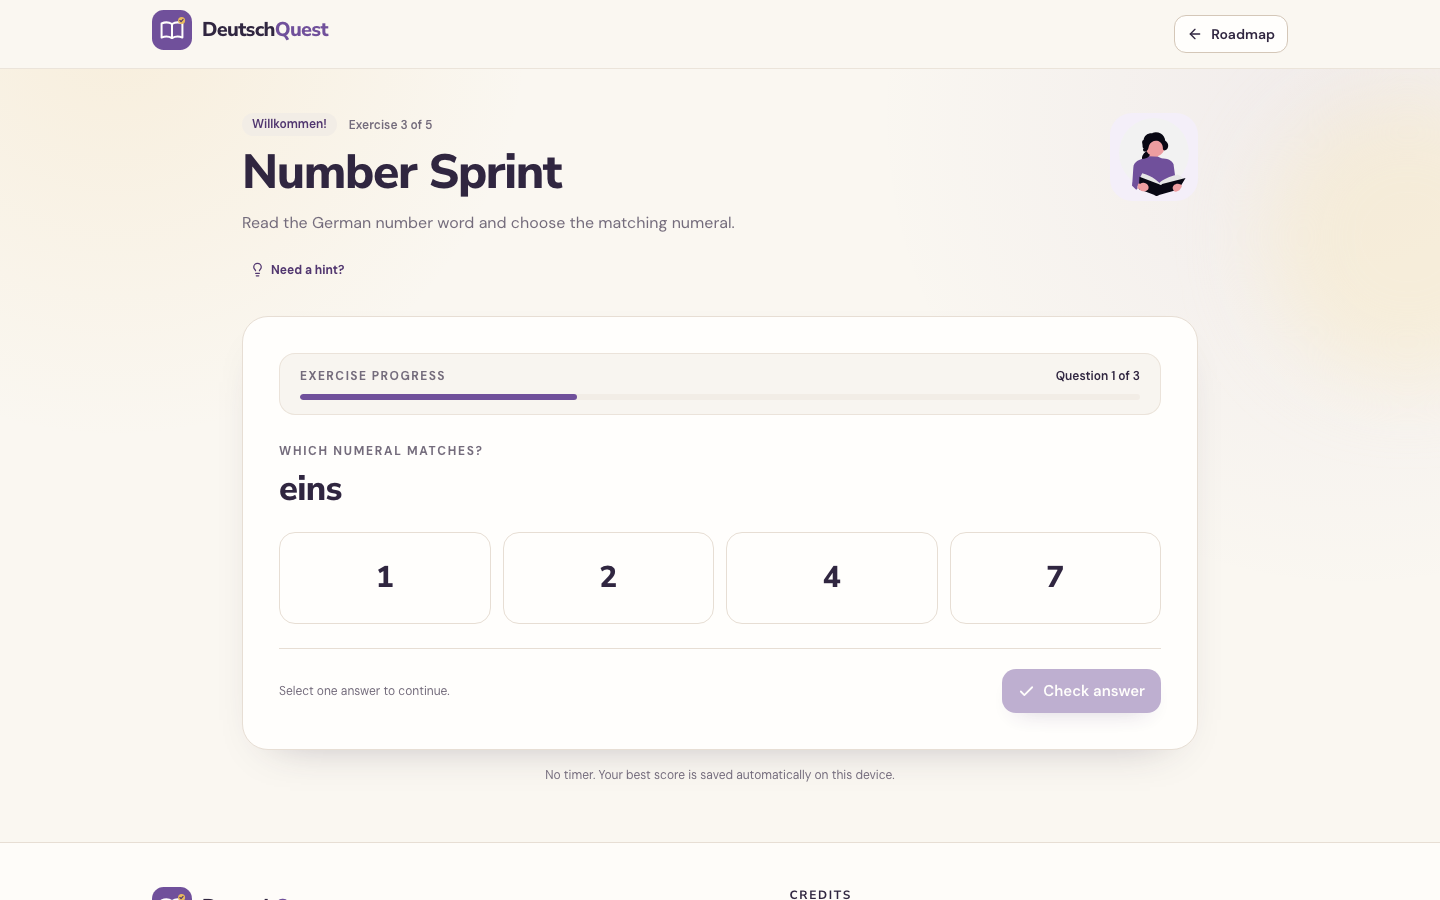 DeutschQuest
Roadmap
Willkommen! Exercise 3 of 5
Number Sprint
Read the German number word and choose the matching numeral.
Need a hint?
EXERCISE PROGRESS
Question 1 of 3
WHICH NUMERAL MATCHES?
eins
1
2
4
7
Select one answer to continue.
Check answer
No timer. Your best score is saved automatically on this device.
CREDITS